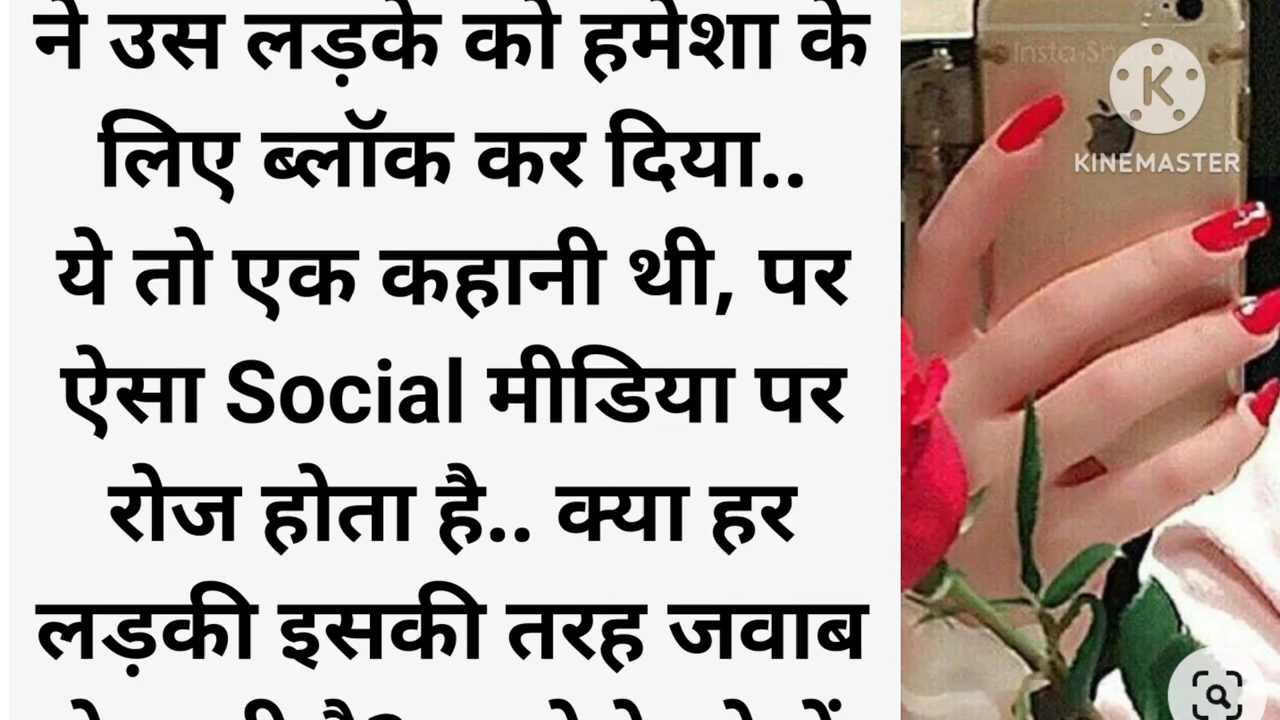 ने उस लड़के को हमेशा के
लिए ब्लॉक कर दिया..
ये तो एक कहानी थी, पर
ऐसा Social मीडिया पर
रोज होता है.. क्या हर
लड़की इसकी तरह जवाब
KINEMASTER